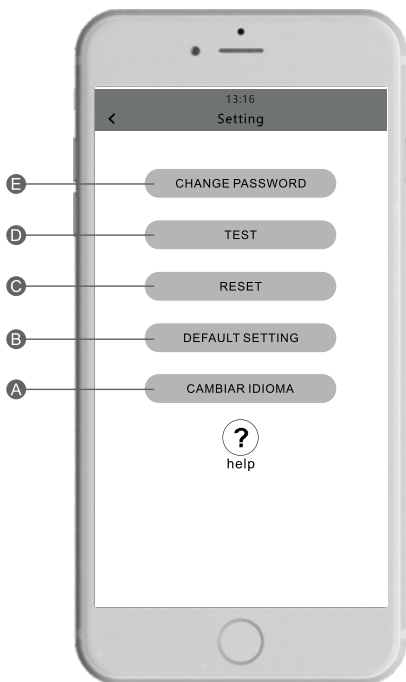 13:16
Setting
E
CHANGE PASSWORD
D
TEST
C
RESET
B
DEFAULT SETTING
A
CAMBIAR IDIOMA
?
help